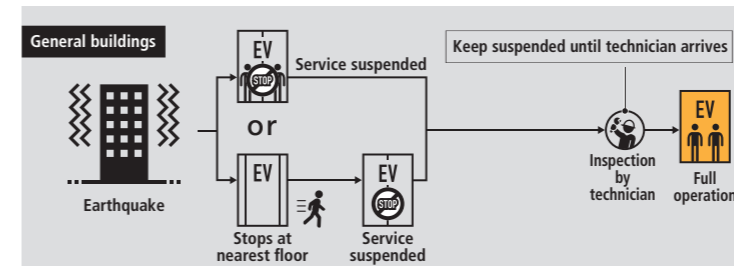 General buildings
Earthquake
EV
STOP
Service suspended
or
EV
Stops at
nearest floor
EV
STOP
Service
suspended
Keep suspended until technician arrives
Inspection
by
technician
EV
Full
operation